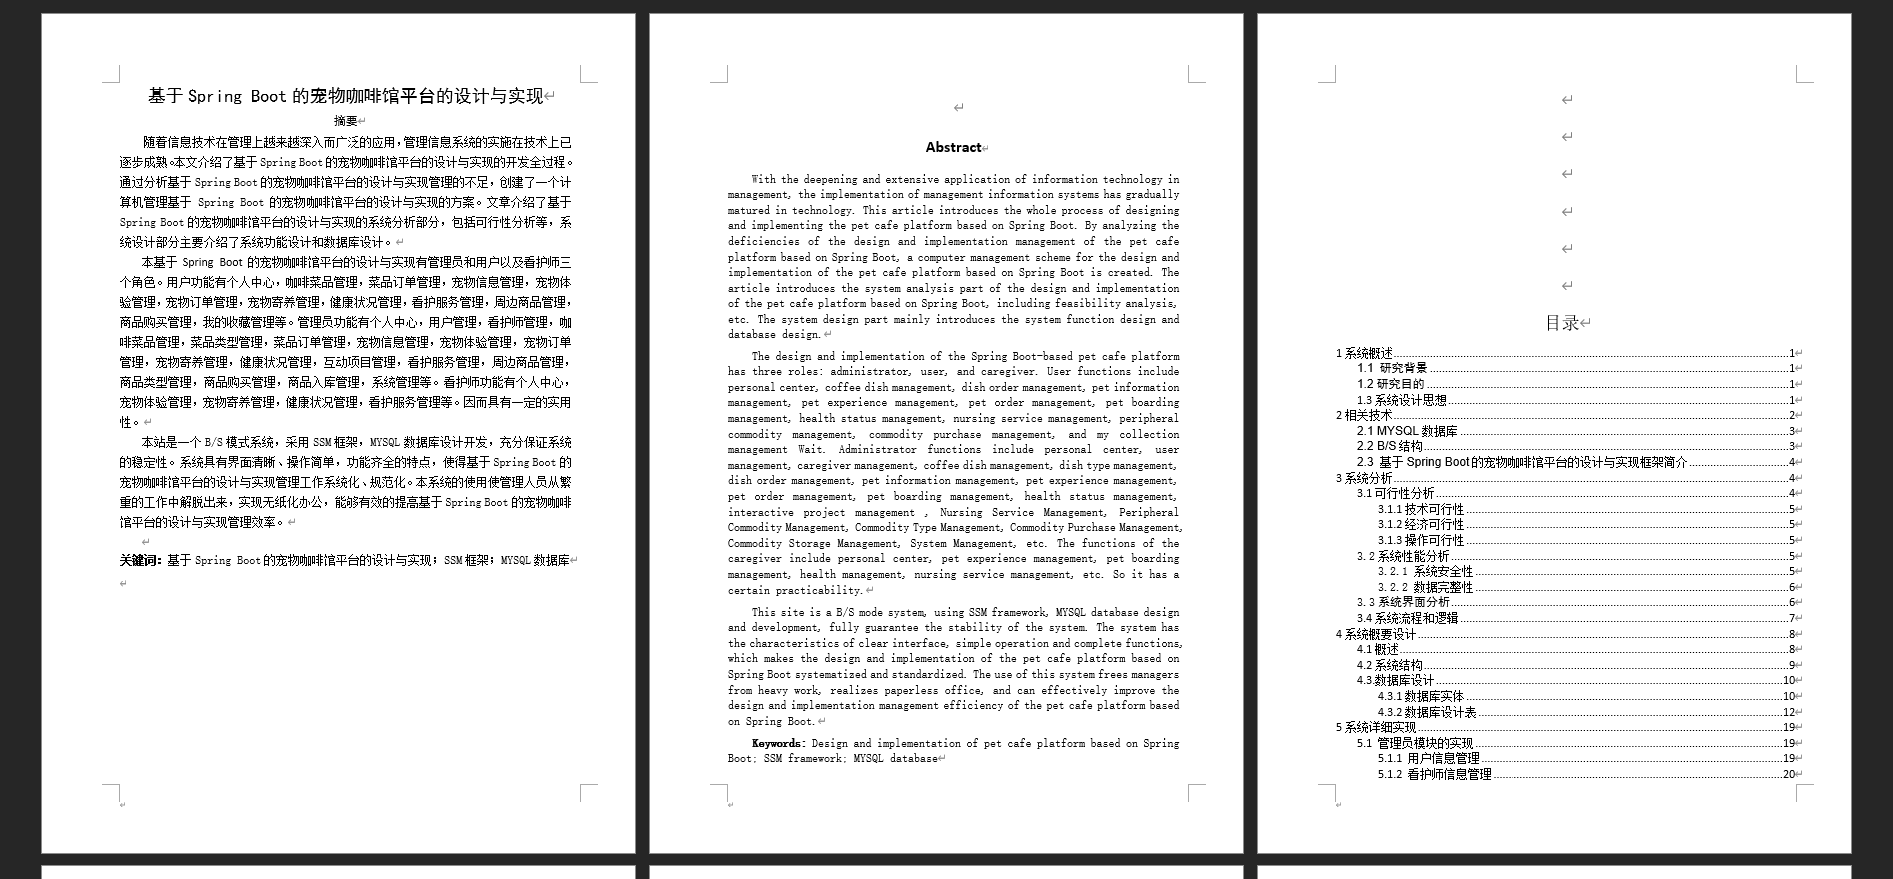 基于 Spring Boot 的宠物咖啡馆平台的设计与实现
摘要
随着信息技术在管理上越来越深入而广泛的应用,管理信息系统的实施在技术上已
逐步成熟。本文介绍了基于 Spring Boot 的宠物咖啡馆平台的设计与实现的开发全过程。
通过分析基于 Spring Boot 的宠物咖啡馆平台的设计与实现管理的不足,创建了一个计
算机管理基于 Spring Boot 的宠物咖啡馆平台的设计与实现的方案。文章介绍了基于
Spring Boot 的宠物咖啡馆平台的设计与实现的系统分析部分,包括可行性分析等,系
统设计部分主要介绍了系统功能设计和数据库设计。
本基于 Spring Boot 的宠物咖啡馆平台的设计与实现有管理员和用户以及看护师三
个角色。用户功能有个人中心,咖啡菜品管理,菜品订单管理,宠物信息管理,宠物体
验管理,宠物订单管理,宠物寄养管理,健康状况管理,看护服务管理,周边商品管理,
商品购买管理,我的收藏管理等。管理员功能有个人中心,用户管理,看护师管理,咖
啡菜品管理,菜品类型管理,菜品订单管理,宠物信息管理,宠物体验管理,宠物订单
管理,宠物寄养管理,健康状况管理,互动项目管理,看护服务管理,周边商品管理,
商品类型管理,商品购买管理,商品入库管理,系统管理等。看护师功能有个人中心,
宠物体验管理,宠物寄养管理,健康状况管理,看护服务管理等。因而具有一定的实用
性。
本站是一个 B/S 模式系统,采用 SSM 框架,MYSQL 数据库设计开发,充分保证系统
的稳定性。系统具有界面清晰、操作简单,功能齐全的特点,使得基于 Spring Boot 的
宠物咖啡馆平台的设计与实现管理工作系统化、规范化。本系统的使用使管理人员从繁
重的工作中解脱出来,实现无纸化办公,能够有效的提高基于 Spring Boot 的宠物咖啡
馆平台的设计与实现管理效率。
关键词:基于 Spring Boot 的宠物咖啡馆平台的设计与实现;SSM 框架;MYSQL 数据库
Abstract
With the deepening and extensive application of information technology in
management, the implementation of management information systems has gradually
matured in technology. This article introduces the whole process of designing
and implementing the pet cafe platform based on Spring Boot. By analyzing the
deficiencies of the design and implementation management of the pet cafe
platform based on Spring Boot, a computer management scheme for the design and
implementation of the pet cafe platform based on Spring Boot is created. The
article introduces the system analysis part of the design and implementation
of the pet cafe platform based on Spring Boot, including feasibility analysis,
etc. The system design part mainly introduces the system function design and
database design.
The design and implementation of the Spring Boot-based pet cafe platform
has three roles: administrator, user, and caregiver. User functions include
personal center, coffee dish management, dish order management, pet information
management, pet experience management, pet order management, pet boarding
management, health status management, nursing service management, peripheral
commodity management, commodity purchase management, and my collection
management Wait. Administrator functions include personal center, user
management, caregiver management, coffee dish management, dish type management,
dish order management, pet information management, pet experience management,
pet order management, pet boarding management, health status management,
interactive project management , Nursing Service Management, Peripheral
Commodity Management, Commodity Type Management, Commodity Purchase Management,
Commodity Storage Management, System Management, etc. The functions of the
caregiver include personal center, pet experience management, pet boarding
management, health management, nursing service management, etc. So it has a
certain practicability.
This site is a B/S mode system, using SSM framework, MYSQL database design
and development, fully guarantee the stability of the system. The system has
the characteristics of clear interface, simple operation and complete functions,
which makes the design and implementation of the pet cafe platform based on
Spring Boot systematized and standardized. The use of this system frees managers
from heavy work, realizes paperless office, and can effectively improve the
design and implementation management efficiency of the pet cafe platform based
on Spring Boot.
Keywords: Design and implementation of pet cafe platform based on Spring
Boot; SSM framework; MYSQL database
目录
1 系统概述 1
1.1 研究背景 1
1.2 研究目的 1
1.3 系统设计思想 1
2 相关技术 2
2.1 MYSQL 数据库 3
2.2 B/S 结构 3
2.3 基于 Spring Boot 的宠物咖啡馆平台的设计与实现框架简介 4
3 系统分析 4
3.1 可行性分析 4
3.1.1 技术可行性 5
3.1.2 经济可行性 5
3.1.3 操作可行性 5
3.2 系统性能分析 5
3.2.1 系统安全性 5
3.2.2 数据完整性 6
3.3 系统界面分析 6
3.4 系统流程和逻辑 7
4 系统概要设计 8
4.1 概述 8
4.2 系统结构 9
4.3.数据库设计 10
4.3.1 数据库实体 10
4.3.2 数据库设计表 12
5 系统详细实现 19
5.1 管理员模块的实现 19
5.1.1 用户信息管理 19
5.1.2 看护师信息管理 20